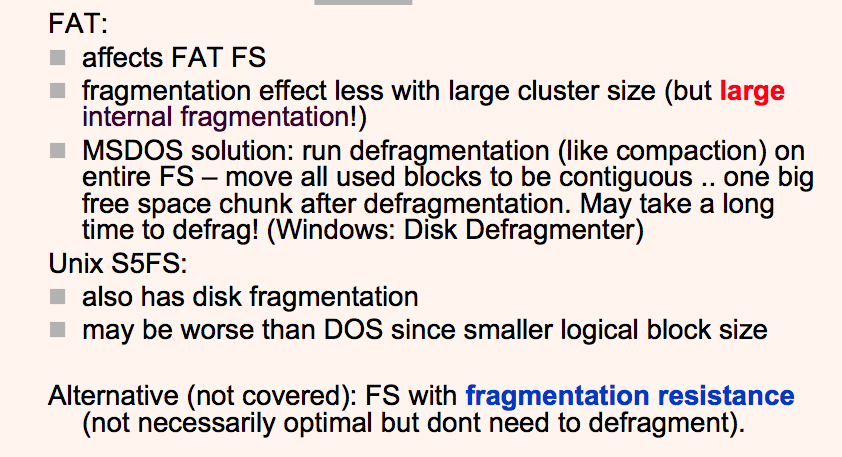 FAT:
affects FAT FS
fragmentation effect less with large cluster size (but large
internal fragmentation!)
MSDOS solution: run defragmentation (like compaction) on
entire FS – move all used blocks to be contiguous .. one big
free space chunk after defragmentation. May take a long
time to defrag! (Windows: Disk Defragmenter)
Unix S5FS:
also has disk fragmentation
may be worse than DOS since smaller logical block size
Alternative (not covered): FS with fragmentation resistance
(not necessarily optimal but dont need to defragment).